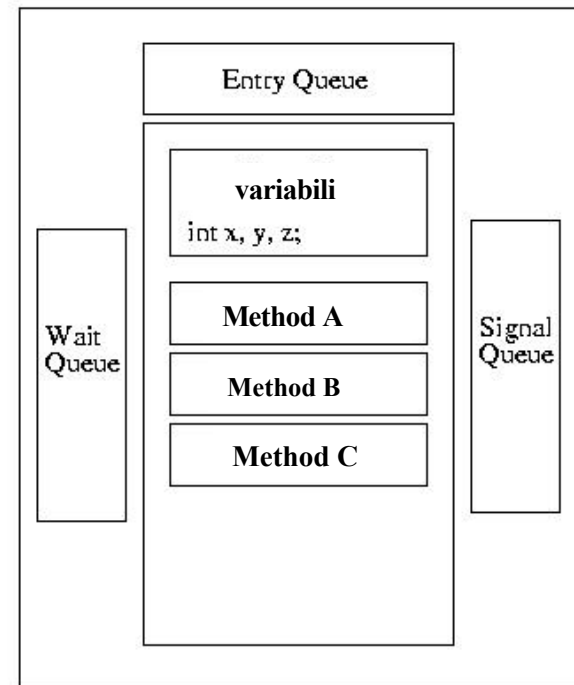 Entry Queue
variabili
int x, y, z;
Wait
Queue
Method A
Method B
Method C
Signal
Queue